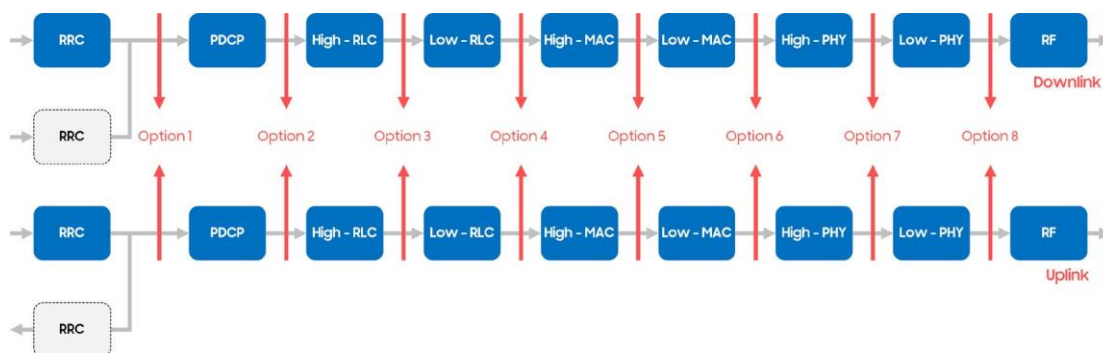 RRC PDCP High - RLC Low - RLC High - MAC Low - MAC High - PHY Low - PHY RF
Downlink
RRC Option 1 Option 2 Option 3 Option 4 Option 5 Option 6 Option 7 Option 8
RRC PDCP High - RLC Low - RLC High - MAC Low - MAC High - PHY Low - PHY RF
Uplink
RRC